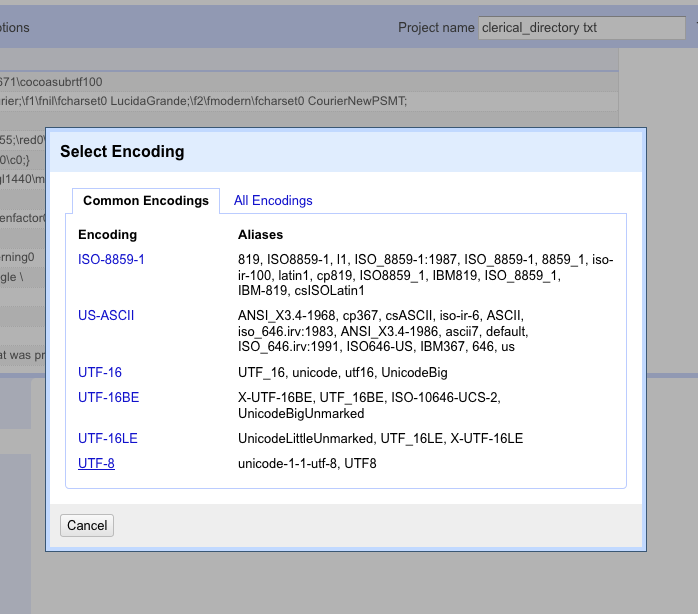 ptions
Project name clerical_directory txt
671\cocoasubrtf100
rier;\f1\fnil\fcharset0 LucidaGrande;\f2\fmodern\fcharset0 CourierNewPSMT;
55;\red0\
0\c0;}
gl1440\m
enfactor0
rning0
gle \
at was pr
Select Encoding
Common Encodings All Encodings
Encoding Aliases
ISO-8859-1 819, ISO8859-1, l1, ISO_8859-1:1987, ISO_8859-1, 8859_1, iso-
ir-100, latin1, cp819, ISO8859_1, IBM819, ISO_8859_1,
IBM-819, csISOLatin1
US-ASCII ANSI_X3.4-1968, cp367, csASCII, iso-ir-6, ASCII,
iso_646.irv:1983, ANSI_X3.4-1986, ascii7, default,
ISO_646.irv:1991, ISO646-US, IBM367, 646, us
UTF-16 UTF_16, unicode, utf16, UnicodeBig
UTF-16BE X-UTF-16BE, UTF_16BE, ISO-10646-UCS-2,
UnicodeBigUnmarked
UTF-16LE UnicodeLittleUnmarked, UTF_16LE, X-UTF-16LE
UTF-8 unicode-1-1-utf-8, UTF8
Cancel